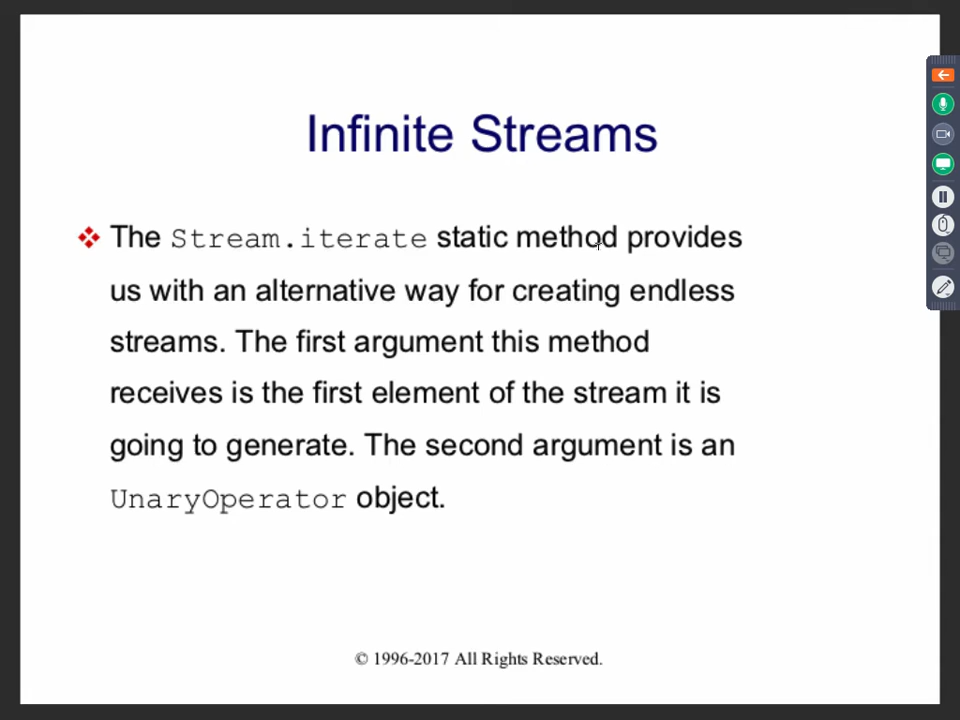 Infinite Streams
The Stream.iterate static method provides
us with an alternative way for creating endless
streams. The first argument this method
receives is the first element of the stream it is
going to generate. The second argument is an
UnaryOperator object.
© 1996-2017 All Rights Reserved.